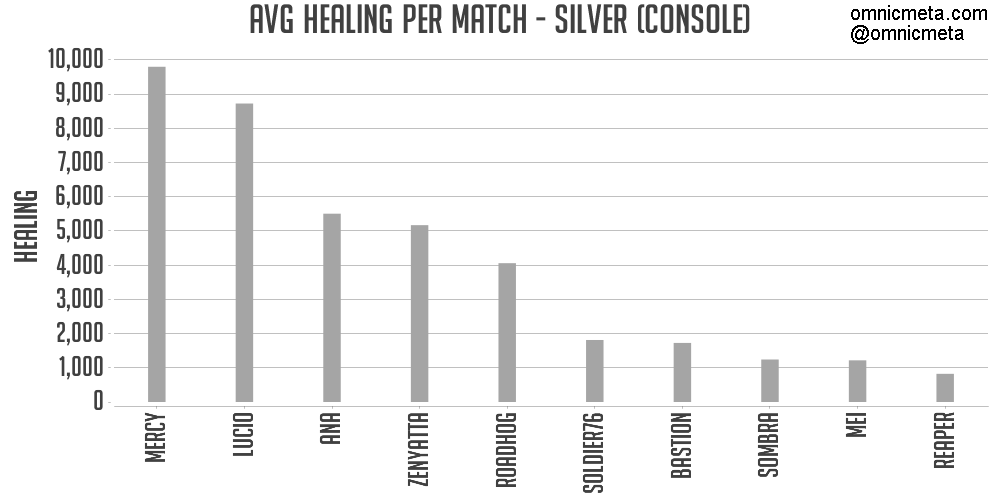 AVG HEALING PER MATCH - SILVER (CONSOLE)
omnicmeta.com
@omnicmeta
HEALING
10,000
9,000
8,000
7,000
6,000
5,000
4,000
3,000
2,000
1,000
0
MERCY
LUCIO
ANA
ZENYATTA
ROADHOG
SOLDIER76
BASTION
SOMBRA
MEI
REAPER